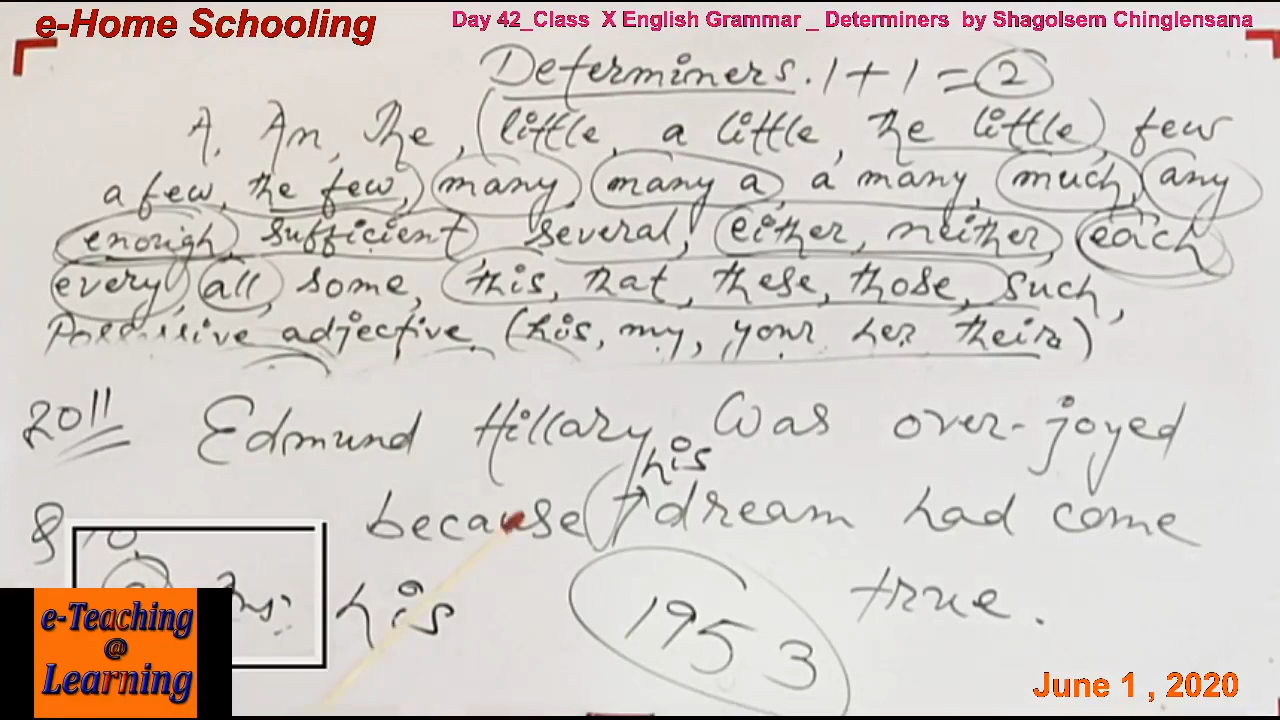 e-Home Schooling
Day 42_Class X English Grammar _ Determiners by Shagolsem Chinglensana
Determiners. 1 + 1 = 2
A, An, The, (little, a little, the little), few
a few, the few,) many, many a, a many, much, any
enough, sufficient, several, either, neither, each
every, all, some, this, that, these, those, such,
Possessive adjective (his, my, your her their)
2011 Edmund Hillary was over-joyed
his
because dream had come
Ans: his
true.
1953
e-Teaching
@
Learning
June 1 , 2020